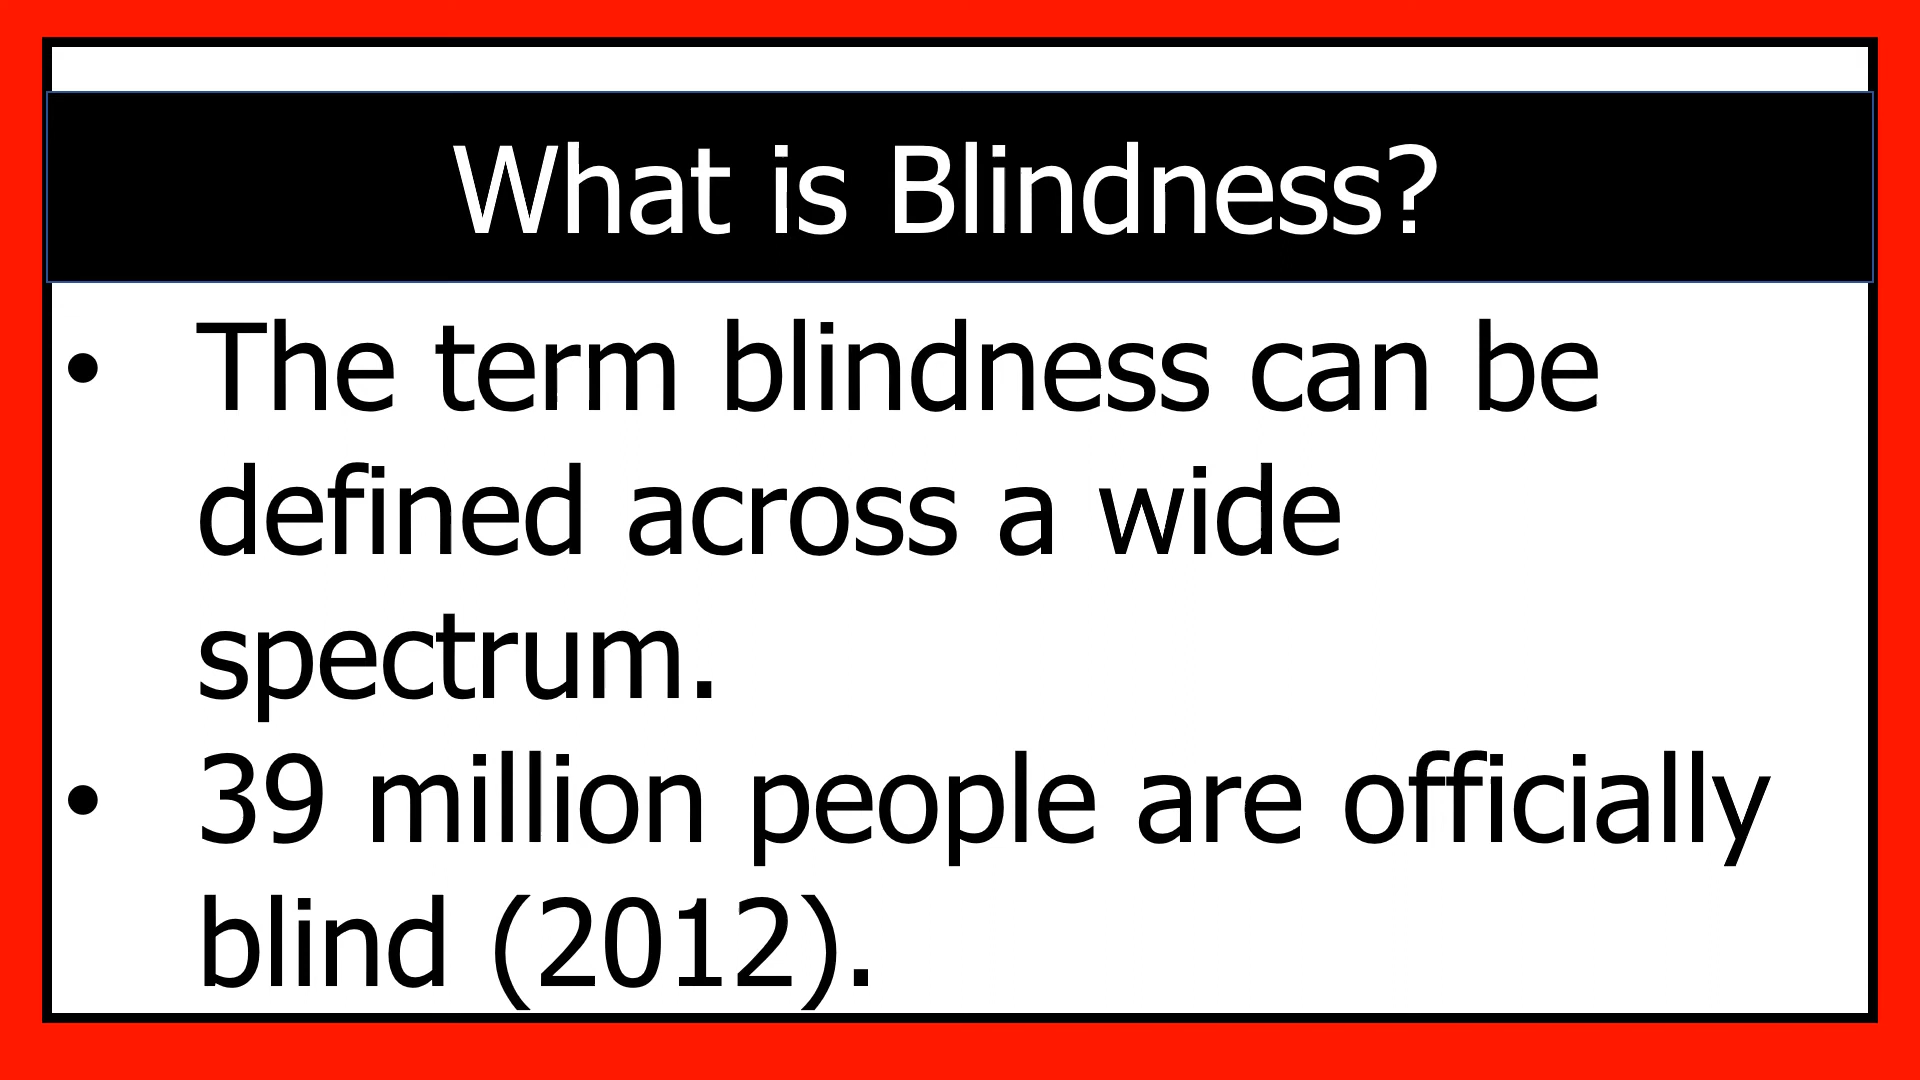 What is Blindness?
• The term blindness can be
defined across a wide
spectrum.
• 39 million people are officially
blind (2012).